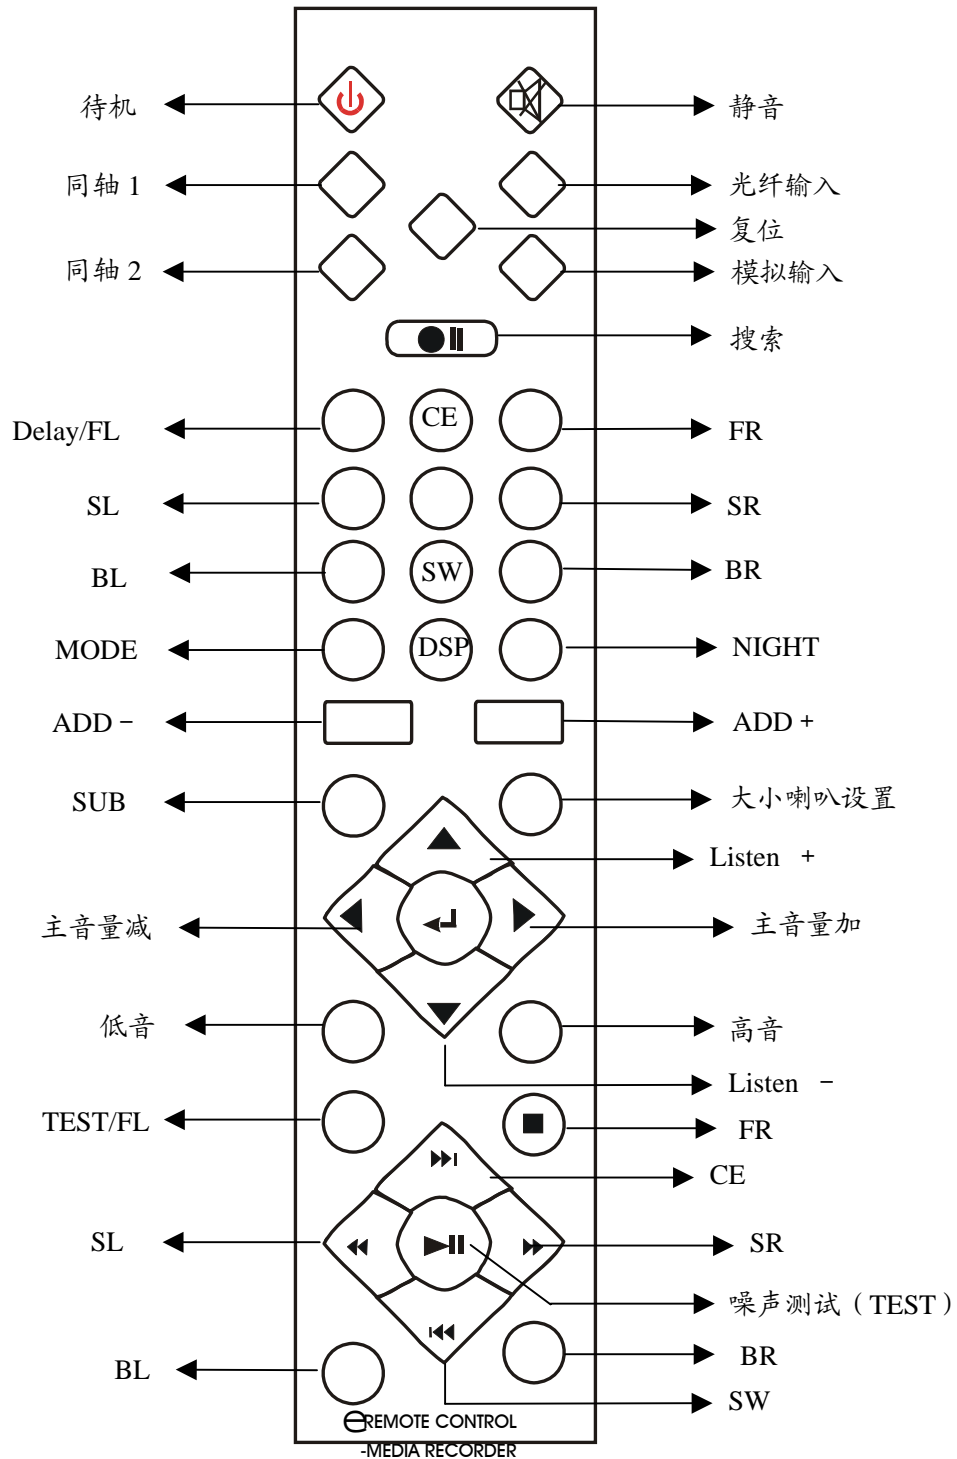 待机 静音
同轴 1 光纤输入
复位
同轴 2 模拟输入
搜索
Delay/FL CE FR
SL SR
BL SW BR
MODE DSP NIGHT
ADD － ADD +
SUB 大小喇叭设置
Listen +
主音量减 主音量加
低音 高音
Listen －
TEST/FL FR
CE
SL SR
噪声测试（TEST）
BL BR
SW
eREMOTE CONTROL
-MEDIA RECORDER